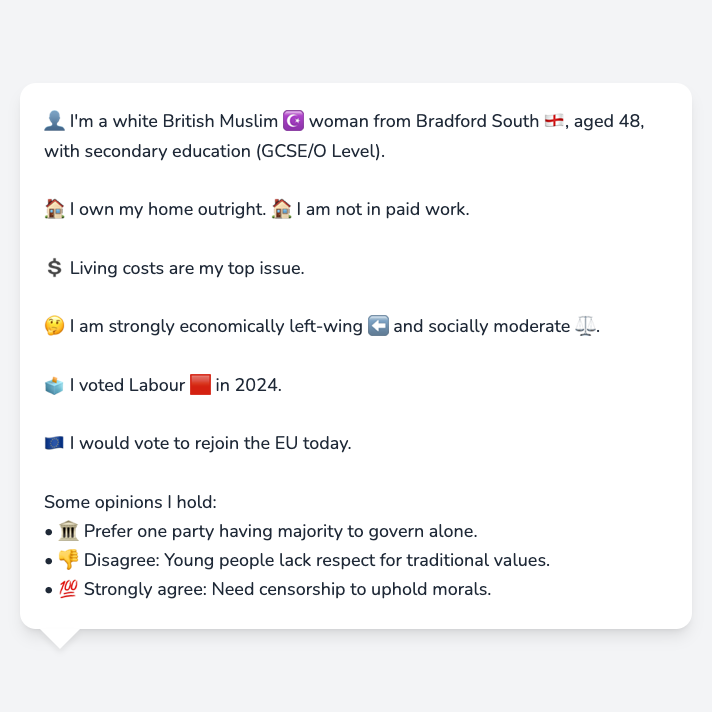 👤 I'm a white British Muslim ☪️ woman from Bradford South 🏴󠁧󠁢󠁥󠁮󠁧󠁿, aged 48,
with secondary education (GCSE/O Level).
🏠 I own my home outright. 🏠 I am not in paid work.
💲 Living costs are my top issue.
🤔 I am strongly economically left-wing ⬅️ and socially moderate ⚖️.
🗳️ I voted Labour 🟥 in 2024.
🇪🇺 I would vote to rejoin the EU today.
Some opinions I hold:
• 🏛️ Prefer one party having majority to govern alone.
• 👎 Disagree: Young people lack respect for traditional values.
• 💯 Strongly agree: Need censorship to uphold morals.